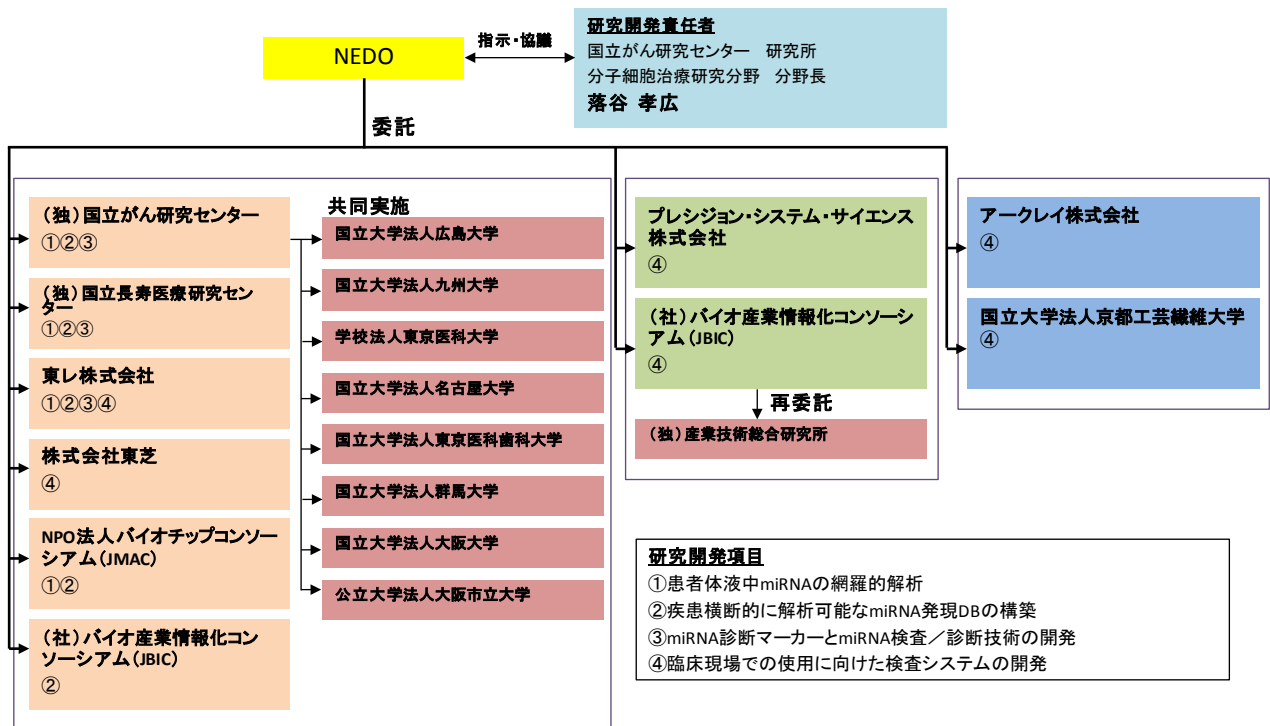 NEDO
指示・協議
研究開発責任者
国立がん研究センター　研究所
分子細胞治療研究分野　分野長
落谷 孝広
委託
（独）国立がん研究センター
①②③
（独）国立長寿医療研究セン
ター
①②③
東レ株式会社
①②③④
株式会社東芝
④
NPO法人バイオチップコンソー
シアム（JMAC）
①②
（社）バイオ産業情報化コン
ソーシアム（JBIC）
②
共同実施
国立大学法人広島大学
国立大学法人九州大学
学校法人東京医科大学
国立大学法人名古屋大学
国立大学法人東京医科歯科大学
国立大学法人群馬大学
国立大学法人大阪大学
公立大学法人大阪市立大学
プレシジョン・システム・サイエンス
株式会社
④
（社）バイオ産業情報化コンソーシ
アム（JBIC）
④
再委託
（独）産業技術総合研究所
アークレイ株式会社
④
国立大学法人京都工芸繊維大学
④
研究開発項目
①患者体液中miRNAの網羅的解析
②疾患横断的に解析可能なmiRNA発現DBの構築
③miRNA診断マーカーとmiRNA検査／診断技術の開発
④臨床現場での使用に向けた検査システムの開発